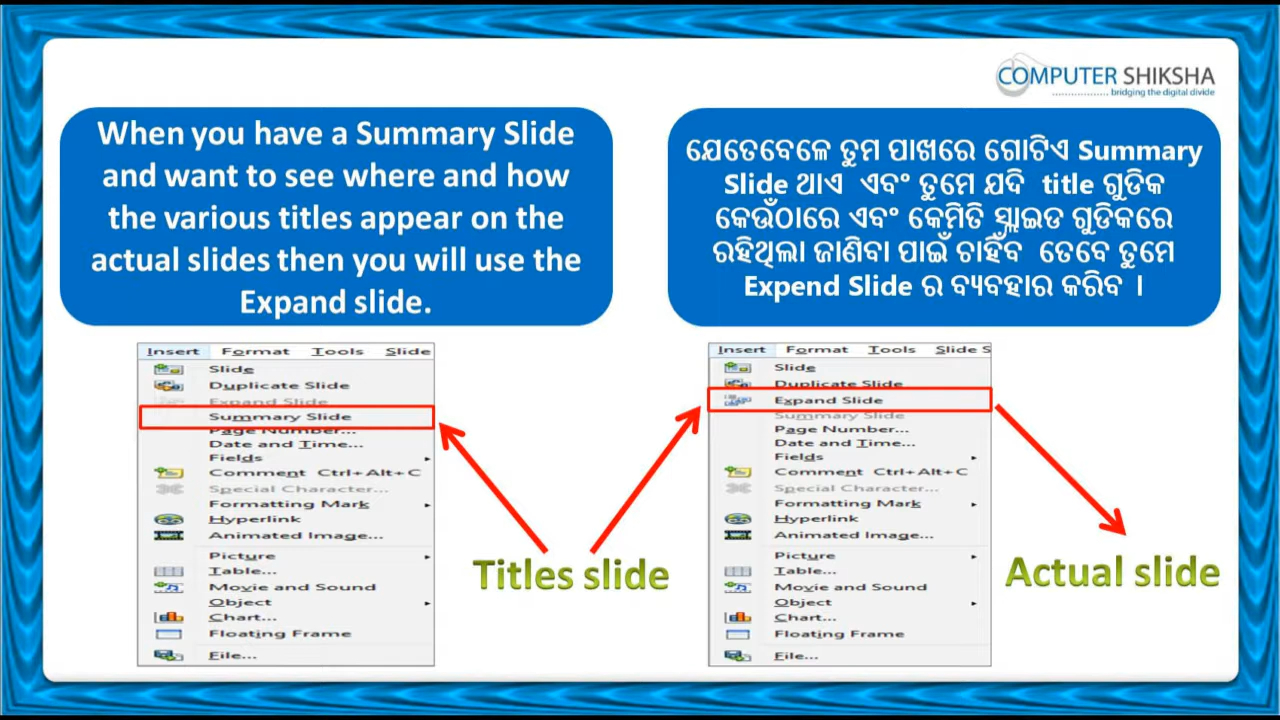 COMPUTER SHIKSHA
bridging the digital divide
When you have a Summary Slide
and want to see where and how
the various titles appear on the
actual slides then you will use the
Expand slide.
ଯେତେବେଳେ ତୁମ ପାଖରେ ଗୋଟିଏ Summary
Slide ଥାଏ ଏବଂ ତୁମେ ଯଦି title ଗୁଡିକ
କେଉଁଠାରେ ଏବଂ କେମିତି ସ୍ଲାଇଡ ଗୁଡିକରେ
ରହିଥିଲା ଜାଣିବା ପାଇଁ ଚାହିଁବ ତେବେ ତୁମେ
Expend Slide ର ବ୍ୟବହାର କରିବ ।
Insert Format Tools Slide
Slide
Duplicate Slide
Expand Slide
Summary Slide
Page Number...
Date and Time...
Fields
Comment Ctrl+Alt+C
Special Character...
Formatting Mark
Hyperlink
Animated Image...
Picture
Table...
Movie and Sound
Object
Chart...
Floating Frame
File...
Titles slide
Insert Format Tools Slide S
Slide
Duplicate Slide
Expand Slide
Summary Slide
Page Number...
Date and Time...
Fields
Comment Ctrl+Alt+C
Special Character...
Formatting Mark
Hyperlink
Animated Image...
Picture
Table...
Movie and Sound
Object
Chart...
Floating Frame
File...
Actual slide